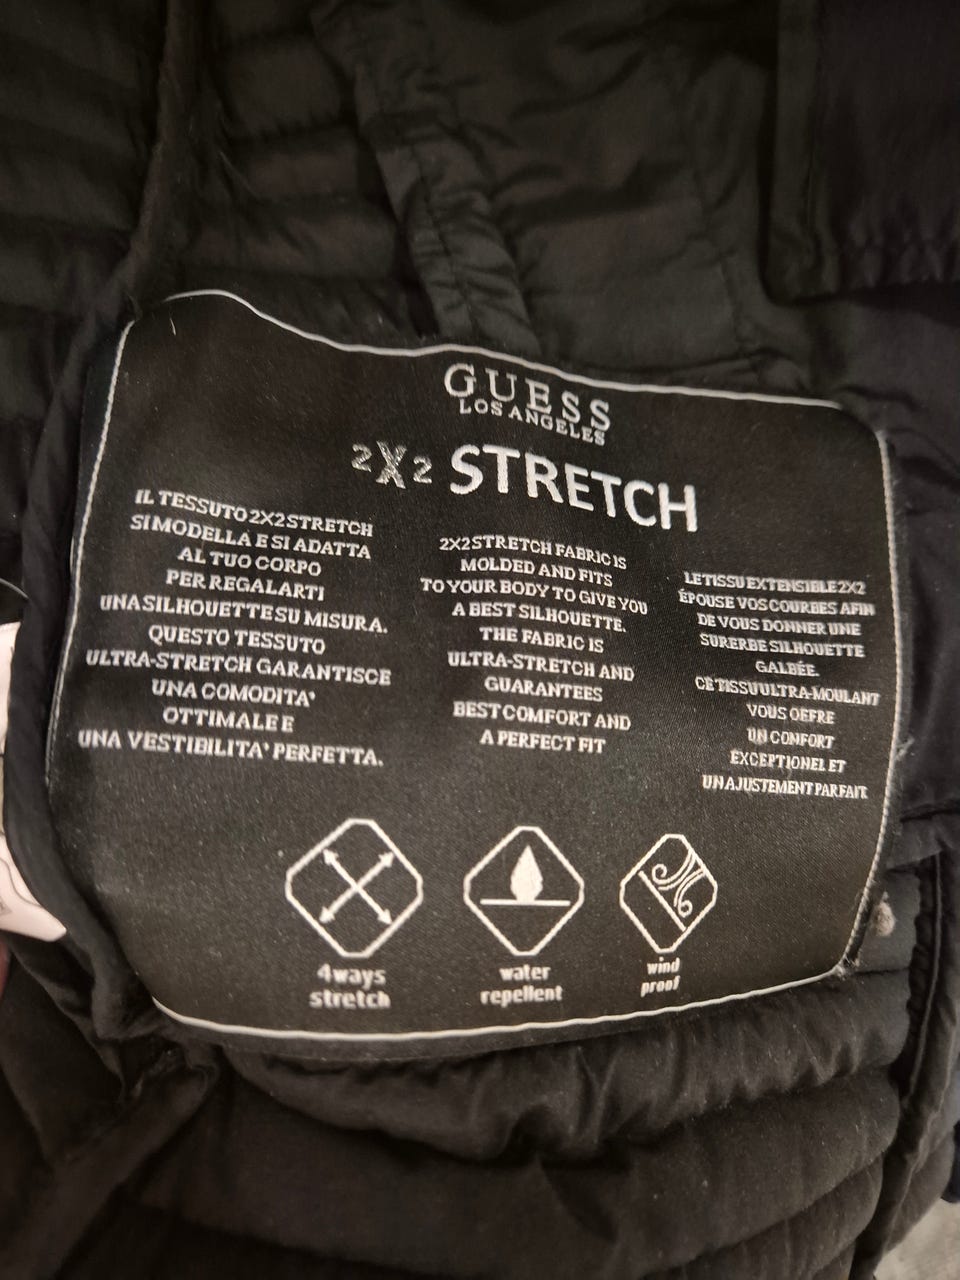 GUESS
LOS ANGELES
2X2 STRETCH
IL TESSUTO 2X2 STRETCH
SI MODELLA E SI ADATTA
AL TUO CORPO
PER REGALARTI
UNA SILHOUETTE SU MISURA.
QUESTO TESSUTO
ULTRA-STRETCH GARANTISCE
UNA COMODITA'
OTTIMALE E
UNA VESTIBILITA' PERFETTA.
2X2 STRETCH FABRIC IS
MOLDED AND FITS
TO YOUR BODY TO GIVE YOU
A BEST SILHOUETTE.
THE FABRIC IS
ULTRA-STRETCH AND
GUARANTEES
BEST COMFORT AND
A PERFECT FIT
LE TISSU EXTENSIBLE 2X2
ÉPOUSE VOS COURBES AFIN
DE VOUS DONNER UNE
SURERBE SILHOUETTE
GALBÉE.
CE TISSU ULTRA-MOULANT
VOUS OFFRE
UN CONFORT
EXCEPTIONEL ET
UN AJUSTEMENT PARFAIT
4ways
stretch
water
repellent
wind
proof